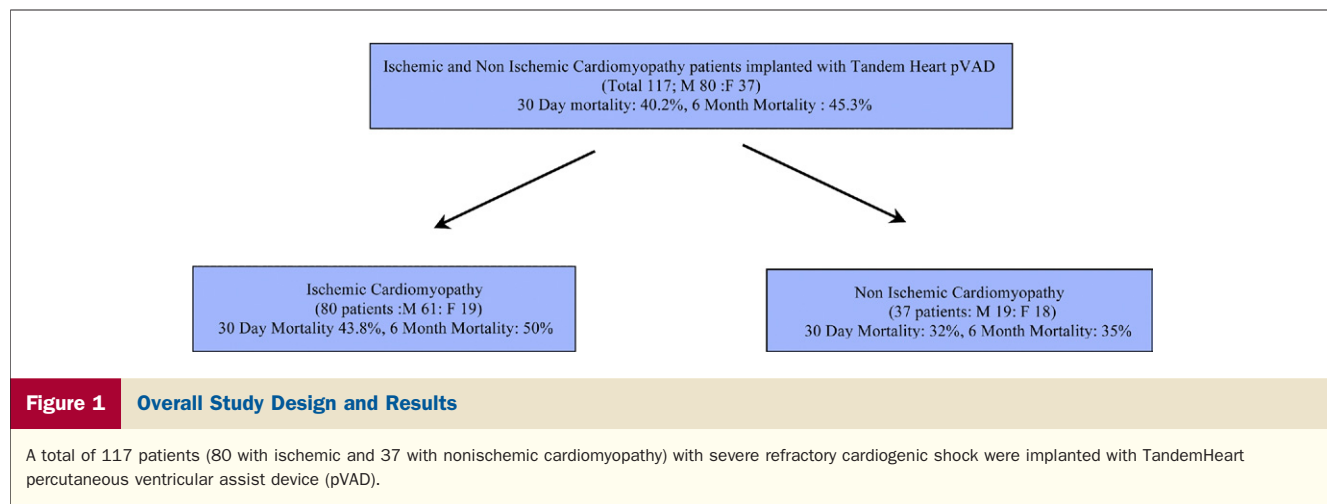 Ischemic and Non Ischemic Cardiomyopathy patients implanted with Tandem Heart pVAD
(Total 117; M 80 :F 37)
30 Day mortality: 40.2%, 6 Month Mortality : 45.3%
Ischemic Cardiomyopathy
(80 patients :M 61: F 19)
30 Day Mortality 43.8%, 6 Month Mortality: 50%
Non Ischemic Cardiomyopathy
(37 patients: M 19: F 18)
30 Day Mortality: 32%, 6 Month Mortality: 35%
Figure 1 Overall Study Design and Results
A total of 117 patients (80 with ischemic and 37 with nonischemic cardiomyopathy) with severe refractory cardiogenic shock were implanted with TandemHeart
percutaneous ventricular assist device (pVAD).